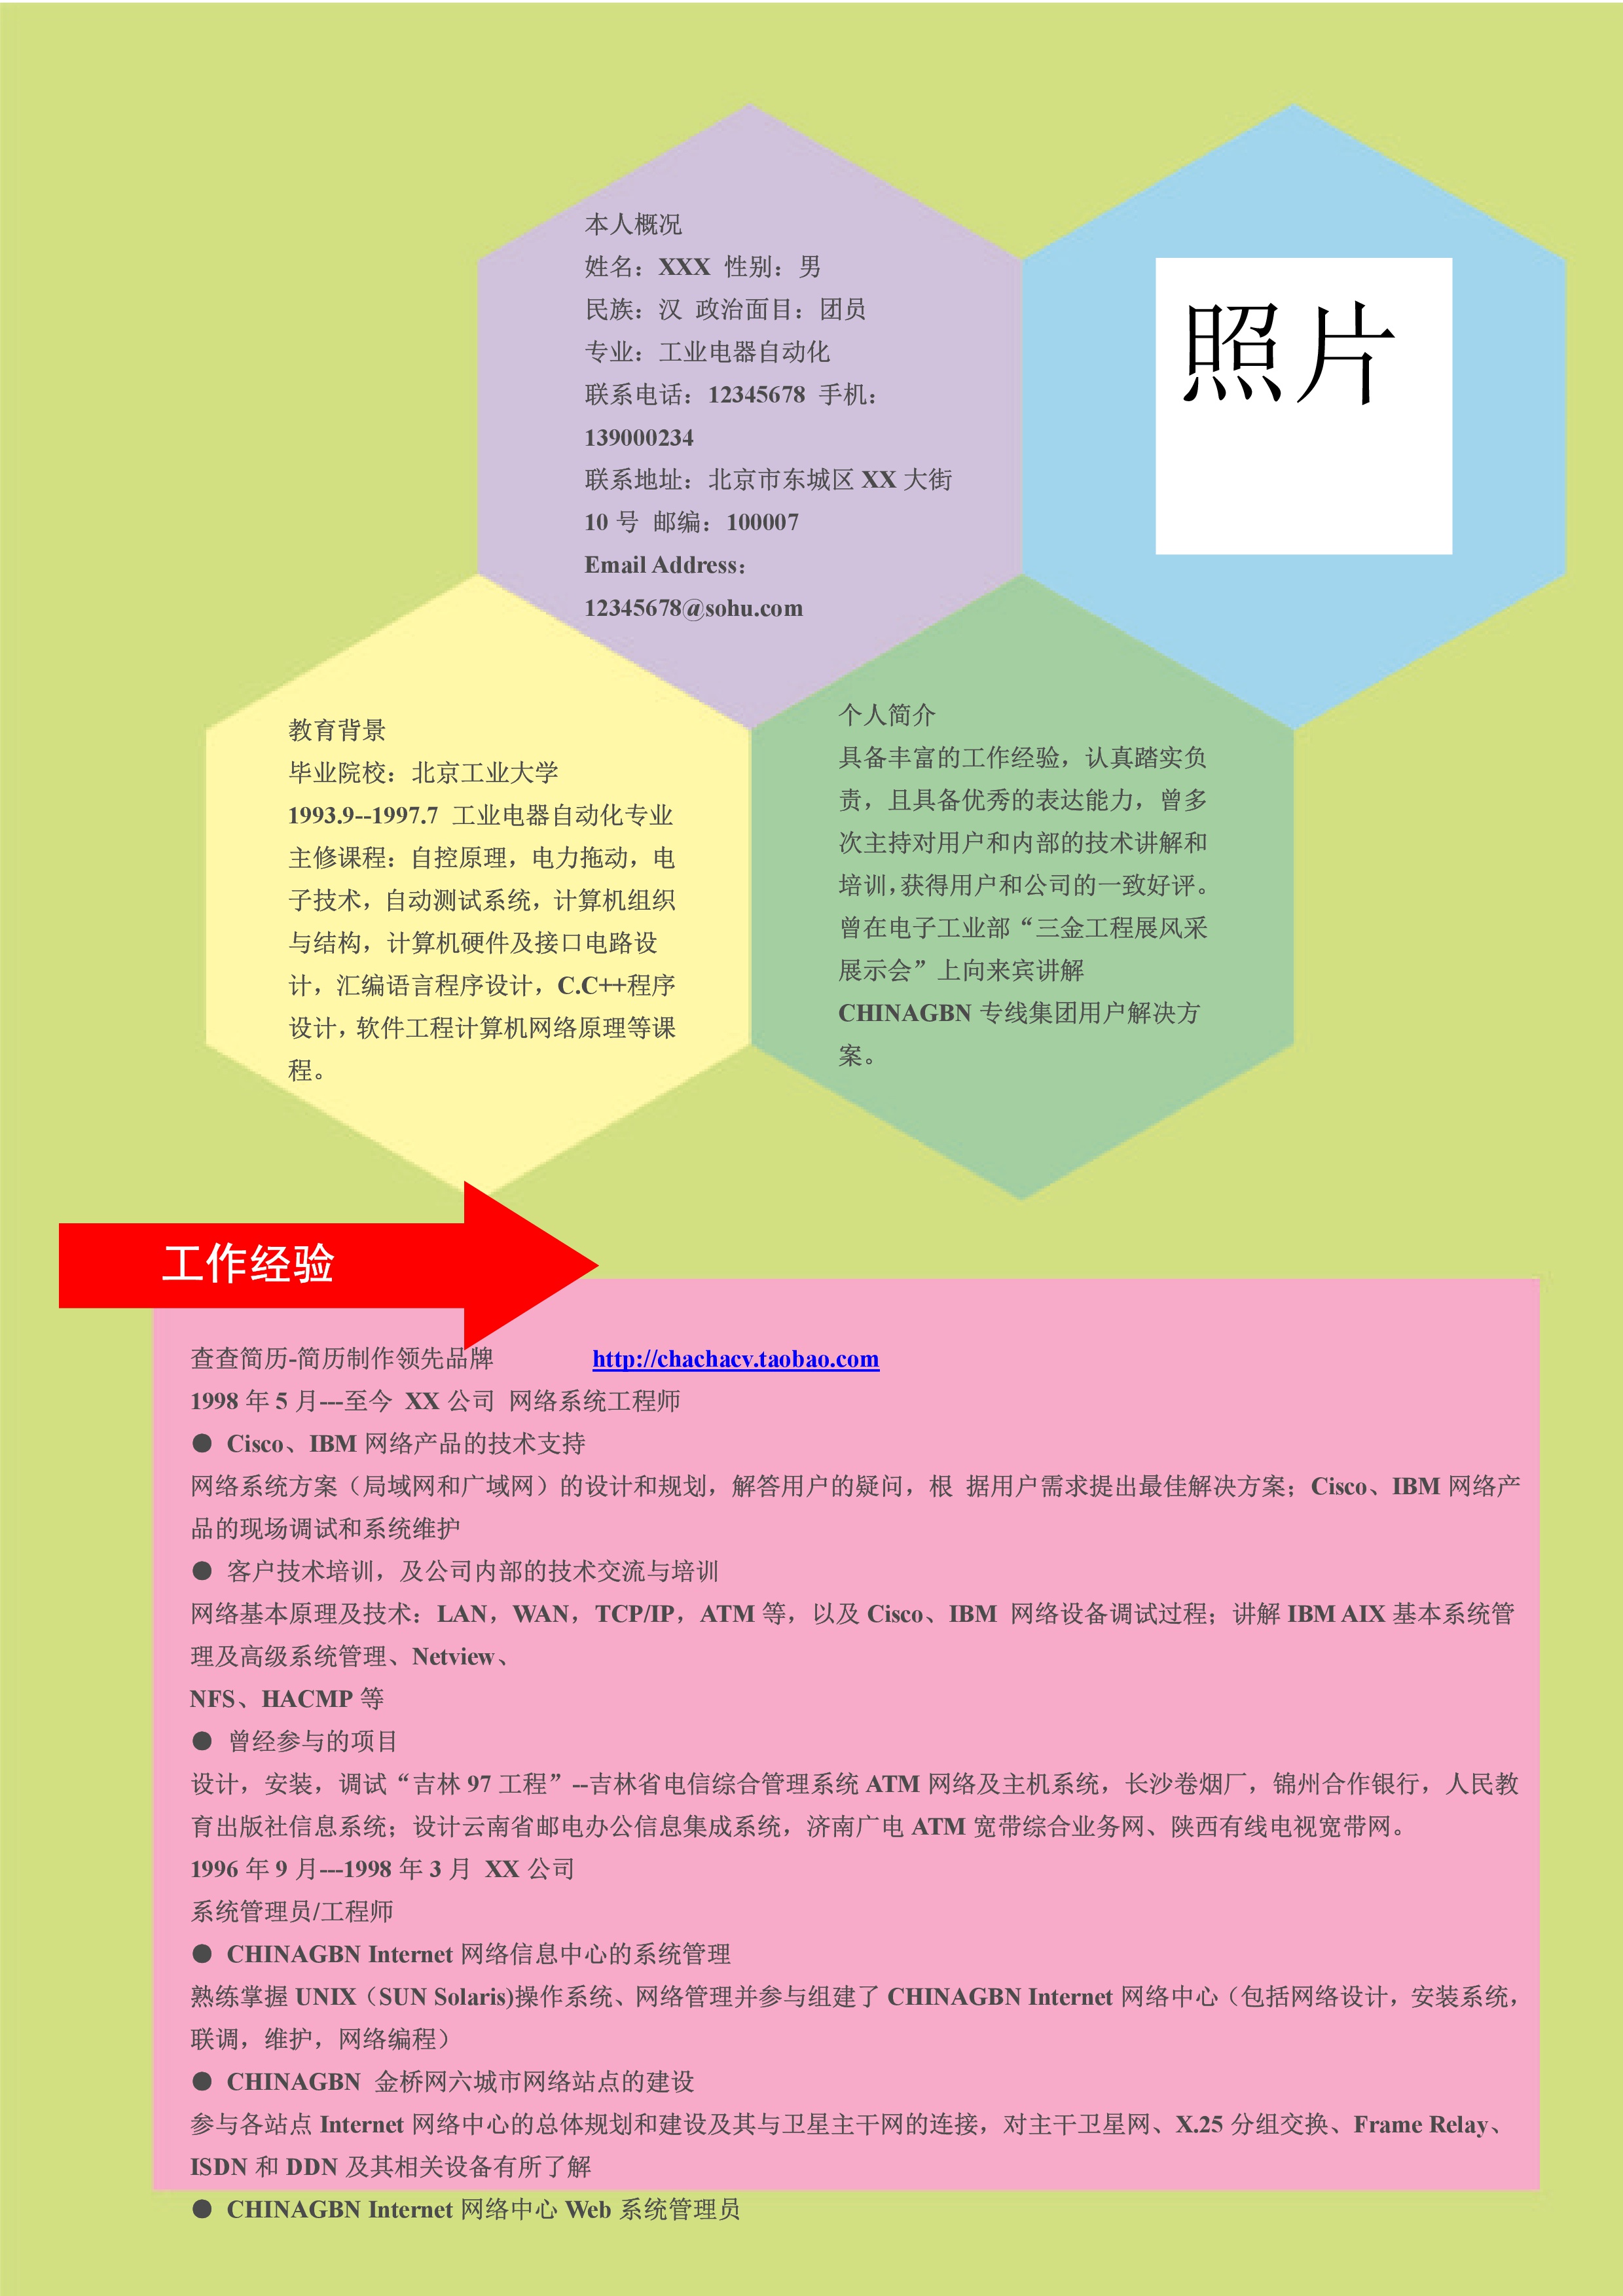 本人概况
姓名：XXX 性别：男
民族：汉 政治面目：团员
专业：工业电器自动化
联系电话：12345678 手机：
139000234
联系地址：北京市东城区 XX 大街
10 号 邮编：100007
Email Address：
12345678@sohu.com
照片
教育背景
毕业院校：北京工业大学
1993.9--1997.7 工业电器自动化专业
主修课程：自控原理，电力拖动，电
子技术，自动测试系统，计算机组织
与结构，计算机硬件及接口电路设
计，汇编语言程序设计，C.C++程序
设计，软件工程计算机网络原理等课
程。
个人简介
具备丰富的工作经验，认真踏实负
责，且具备优秀的表达能力，曾多
次主持对用户和内部的技术讲解和
培训，获得用户和公司的一致好评。
曾在电子工业部“三金工程展风采
展示会”上向来宾讲解
CHINAGBN 专线集团用户解决方
案。
工作经验
查查简历-简历制作领先品牌 http://chachacv.taobao.com
1998 年 5 月---至今 XX 公司 网络系统工程师
● Cisco、IBM 网络产品的技术支持
网络系统方案（局域网和广域网）的设计和规划，解答用户的疑问，根 据用户需求提出最佳解决方案；Cisco、IBM 网络产
品的现场调试和系统维护
● 客户技术培训，及公司内部的技术交流与培训
网络基本原理及技术：LAN，WAN，TCP/IP，ATM 等，以及 Cisco、IBM 网络设备调试过程；讲解 IBM AIX 基本系统管
理及高级系统管理、Netview、
NFS、HACMP 等
● 曾经参与的项目
设计，安装，调试“吉林 97 工程”--吉林省电信综合管理系统 ATM 网络及主机系统，长沙卷烟厂，锦州合作银行，人民教
育出版社信息系统；设计云南省邮电办公信息集成系统，济南广电 ATM 宽带综合业务网、陕西有线电视宽带网。
1996 年 9 月---1998 年 3 月 XX 公司
系统管理员/工程师
● CHINAGBN Internet 网络信息中心的系统管理
熟练掌握 UNIX（SUN Solaris)操作系统、网络管理并参与组建了 CHINAGBN Internet 网络中心（包括网络设计，安装系统，
联调，维护，网络编程）
● CHINAGBN 金桥网六城市网络站点的建设
参与各站点 Internet 网络中心的总体规划和建设及其与卫星主干网的连接，对主干卫星网、X.25 分组交换、Frame Relay、
ISDN 和 DDN 及其相关设备有所了解
● CHINAGBN Internet 网络中心 Web 系统管理员